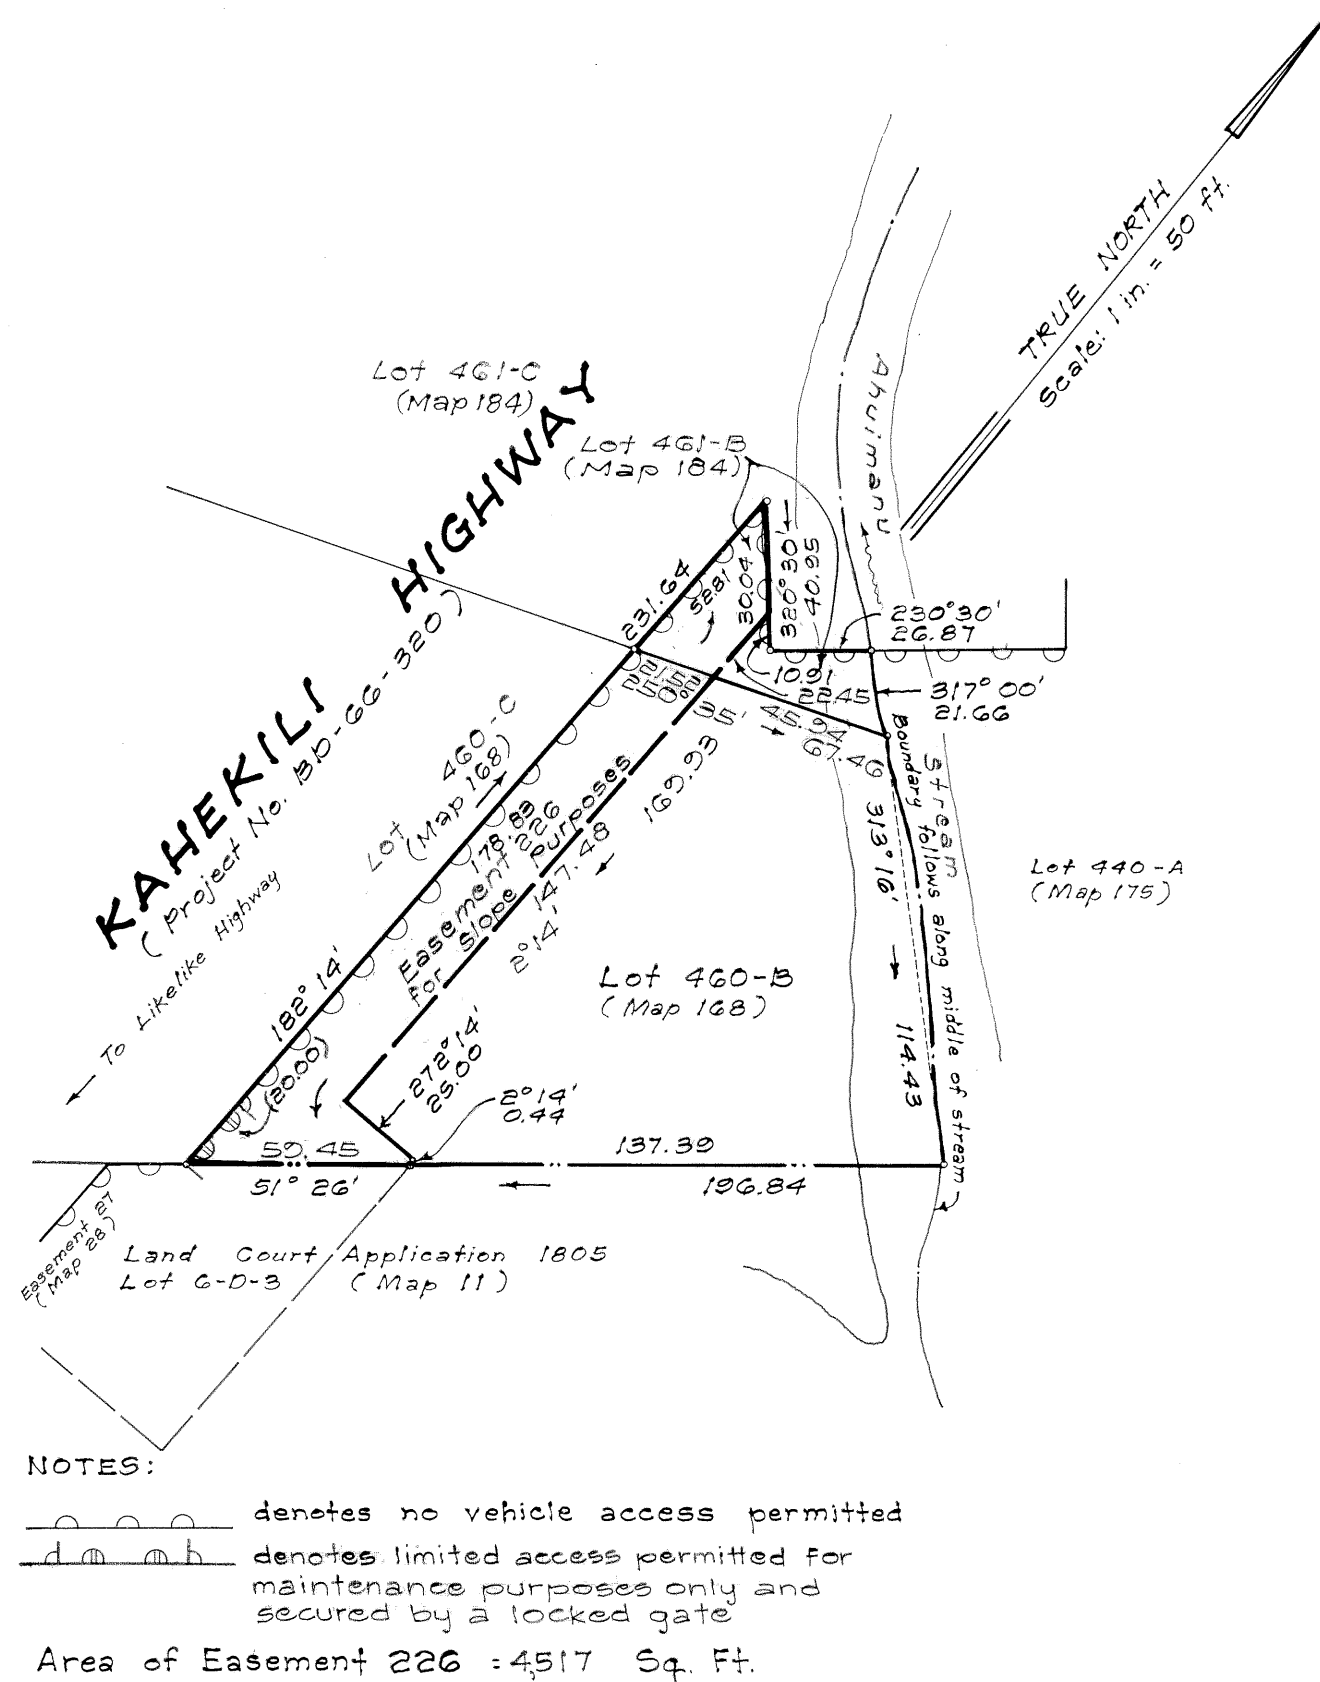 TRUE NORTH
Scale: 1 in. = 50 ft.
Lot 461-C
(Map 184)
Lot 461-B
(Map 184)
KAHEKILI HIGHWAY
(Project No. BD-66-320)
To Likelike Highway
Ahuimanu
Stream
231.64
52.81
30.04
320° 30'
40.95
230° 30'
26.87
10.91
22.45
317° 00'
21.66
21.52
250° 35'
45.94
67.46
Lot 460-C
(Map 168)
178.83
Easement 226
for Slope Purposes
147.48
169.93
2° 14'
313° 16'
114.43
Boundary follows along middle of stream
Lot 440-A
(Map 175)
Lot 460-B
(Map 168)
182° 14'
(20.00)
272° 14'
25.00
2° 14'
0.44
59.45
137.39
51° 26'
196.84
Easement 27
(Map 28)
Land Court Application 1805
Lot 6-D-3 (Map 11)
NOTES:
denotes no vehicle access permitted
denotes limited access permitted for
maintenance purposes only and
secured by a locked gate
Area of Easement 226 = 4,517 Sq. Ft.